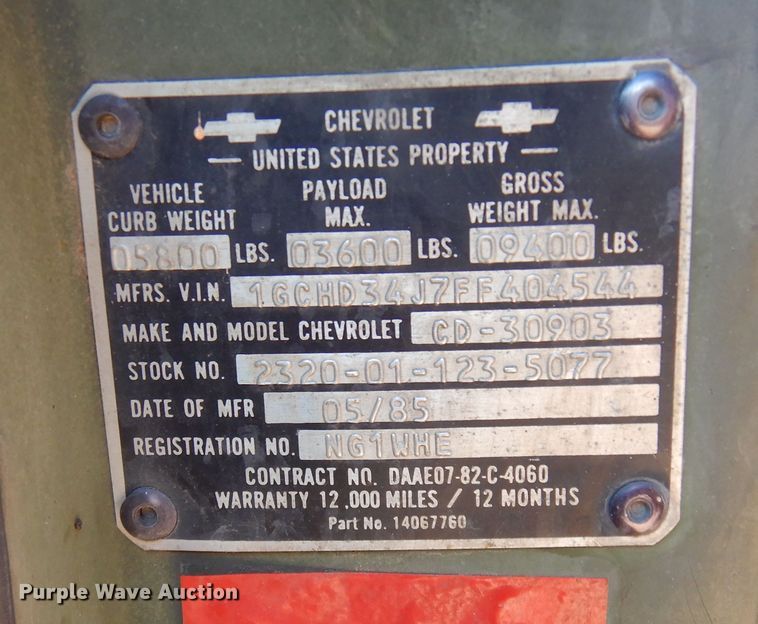 CHEVROLET
— UNITED STATES PROPERTY —
VEHICLE CURB WEIGHT 05800 LBS.
PAYLOAD MAX. 03600 LBS.
GROSS WEIGHT MAX. 09400 LBS.
MFRS. V.I.N. 1GCHD34J7FF404544
MAKE AND MODEL CHEVROLET CD-30903
STOCK NO. 2320-01-123-5077
DATE OF MFR 05/85
REGISTRATION NO. NG1WHE
CONTRACT NO. DAAE07-82-C-4060
WARRANTY 12,000 MILES / 12 MONTHS
Part No. 14067760
Purple Wave Auction